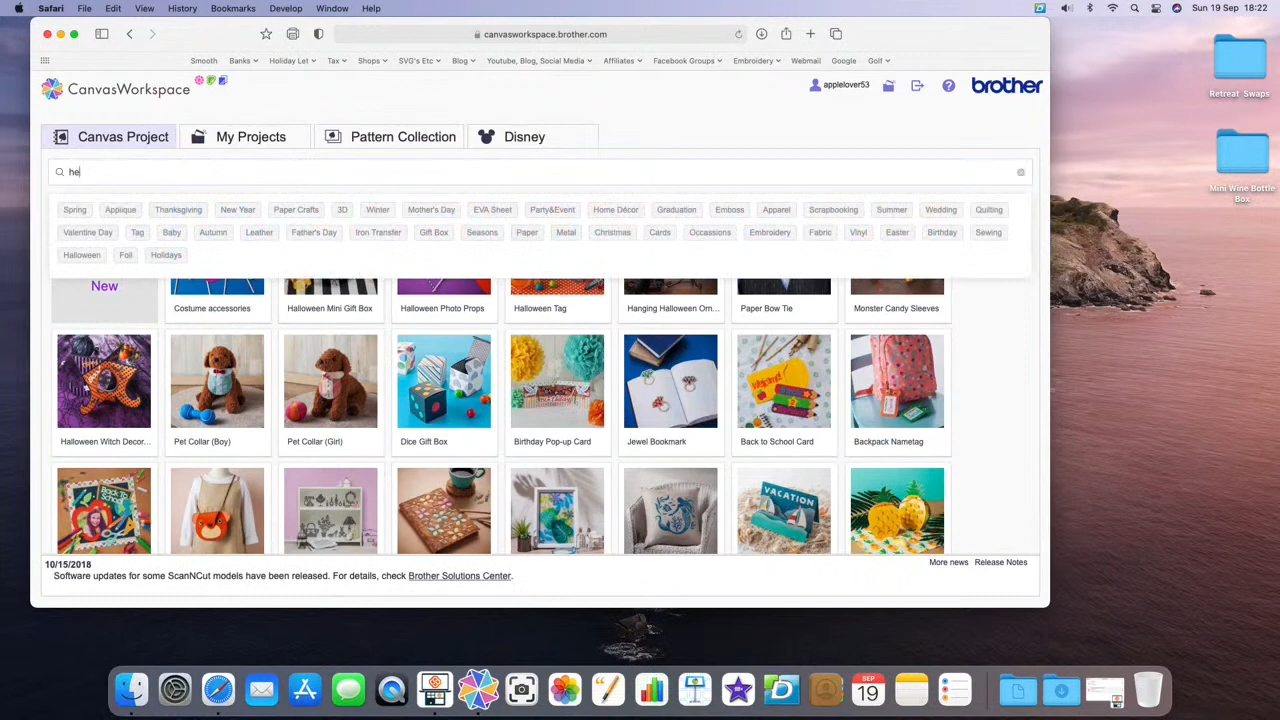 Safari File Edit View History Bookmarks Develop Window Help Sun 19 Sep 18:22
canvasworkspace.brother.com
Smooth Banks Holiday Let Tax Shops SVG's Etc Blog Youtube, Blog, Social Media Affiliates Facebook Groups Embroidery Webmail Google Golf
CanvasWorkspace applelover53 brother
Canvas Project My Projects Pattern Collection Disney
he
Spring Applique Thanksgiving New Year Paper Crafts 3D Winter Mother's Day EVA Sheet Party&Event Home Décor Graduation Emboss Apparel Scrapbooking Summer Wedding Quilting
Valentine Day Tag Baby Autumn Leather Father's Day Iron Transfer Gift Box Seasons Paper Metal Christmas Cards Occassions Embroidery Fabric Vinyl Easter Birthday Sewing
Halloween Foil Holidays
New
Costume accessories Halloween Mini Gift Box Halloween Photo Props Halloween Tag Hanging Halloween Orn... Paper Bow Tie Monster Candy Sleeves
Halloween Witch Decor... Pet Collar (Boy) Pet Collar (Girl) Dice Gift Box Birthday Pop-up Card Jewel Bookmark Back to School Card Backpack Nametag
BACK TO SCHOOL VACATION
10/15/2018 More news Release Notes
Software updates for some ScanNCut models have been released. For details, check Brother Solutions Center.
Retreat Swaps
Mini Wine Bottle
Box
SEP
19